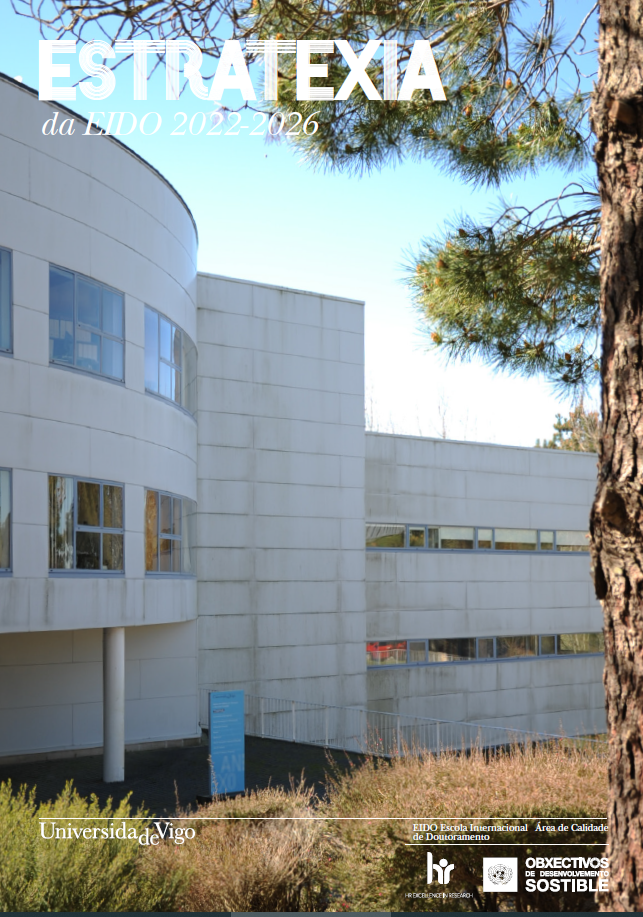 ESTRATEXIA
da EIDO 2022-2026
Universidade Vigo
EIDO Escola Internacional de Doutoramento
Área de Calidade
HR EXCELLENCE IN RESEARCH
OBXECTIVOS
DE DESENVOLVEMENTO
SOSTIBLE